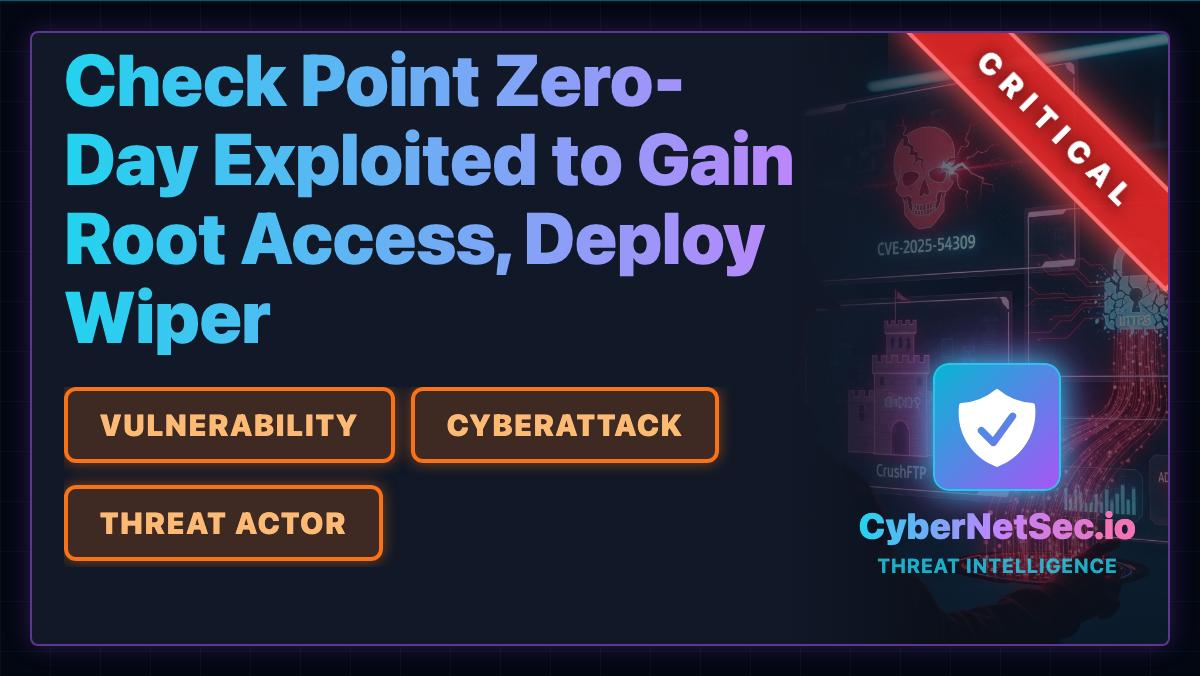 Check Point Zero-
Day Exploited to Gain
Root Access, Deploy
Wiper
CRITICAL
CVE-2025-54309
HTTPS
CrushFTP
VULNERABILITY
CYBERATTACK
THREAT ACTOR
CyberNetSec.io
THREAT INTELLIGENCE